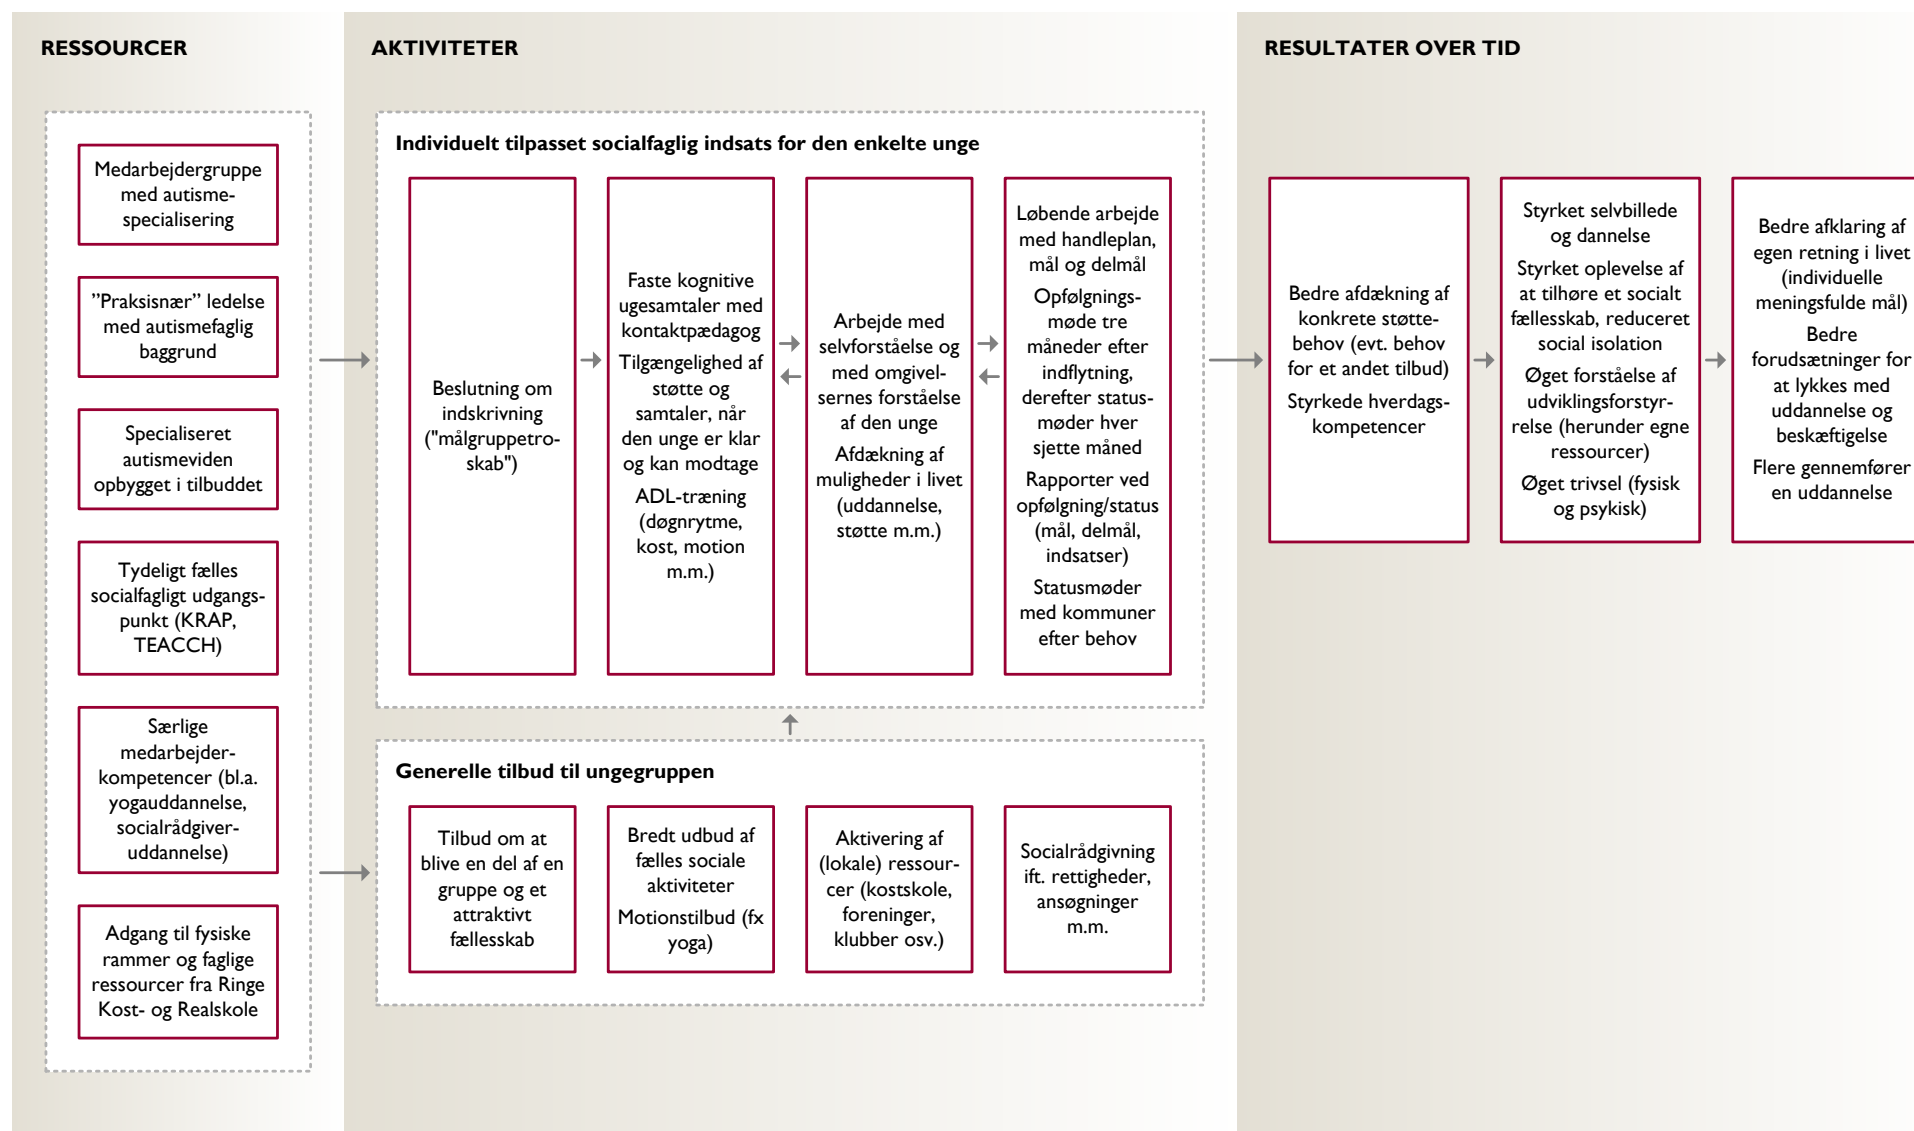 RESSOURCER
Medarbejdergruppe
med autisme-
specialisering
”Praksisnær” ledelse
med autismefaglig
baggrund
Specialiseret
autismeviden
opbygget i tilbuddet
Tydeligt fælles
socialfagligt udgangs-
punkt (KRAP,
TEACCH)
Særlige
medarbejder-
kompetencer (bl.a.
yogauddannelse,
socialrådgiver-
uddannelse)
Adgang til fysiske
rammer og faglige
ressourcer fra Ringe
Kost- og Realskole
AKTIVITETER
Individuelt tilpasset socialfaglig indsats for den enkelte unge
Beslutning om
indskrivning
("målgruppetro-
skab")
Faste kognitive
ugesamtaler med
kontaktpædagog
Tilgængelighed af
støtte og
samtaler, når
den unge er klar
og kan modtage
ADL-træning
(døgnrytme,
kost, motion
m.m.)
Arbejde med
selvforståelse og
med omgivel-
sernes forståelse
af den unge
Afdækning af
muligheder i livet
(uddannelse,
støtte m.m.)
Løbende arbejde
med handleplan,
mål og delmål
Opfølgnings-
møde tre
måneder efter
indflytning,
derefter status-
møder hver
sjette måned
Rapporter ved
opfølgning/status
(mål, delmål,
indsatser)
Statusmøder
med kommuner
efter behov
Generelle tilbud til ungegruppen
Tilbud om at
blive en del af en
gruppe og et
attraktivt
fællesskab
Bredt udbud af
fælles sociale
aktiviteter
Motionstilbud (fx
yoga)
Aktivering af
(lokale) ressour-
cer (kostskole,
foreninger,
klubber osv.)
Socialrådgivning
ift. rettigheder,
ansøgninger
m.m.
RESULTATER OVER TID
Bedre afdækning af
konkrete støtte-
behov (evt. behov
for et andet tilbud)
Styrkede hverdags-
kompetencer
Styrket selvbillede
og dannelse
Styrket oplevelse af
at tilhøre et socialt
fællesskab, reduceret
social isolation
Øget forståelse af
udviklingsforstyr-
relse (herunder egne
ressourcer)
Øget trivsel (fysisk
og psykisk)
Bedre afklaring af
egen retning i livet
(individuelle
meningsfulde mål)
Bedre
forudsætninger for
at lykkes med
uddannelse og
beskæftigelse
Flere gennemfører
en uddannelse